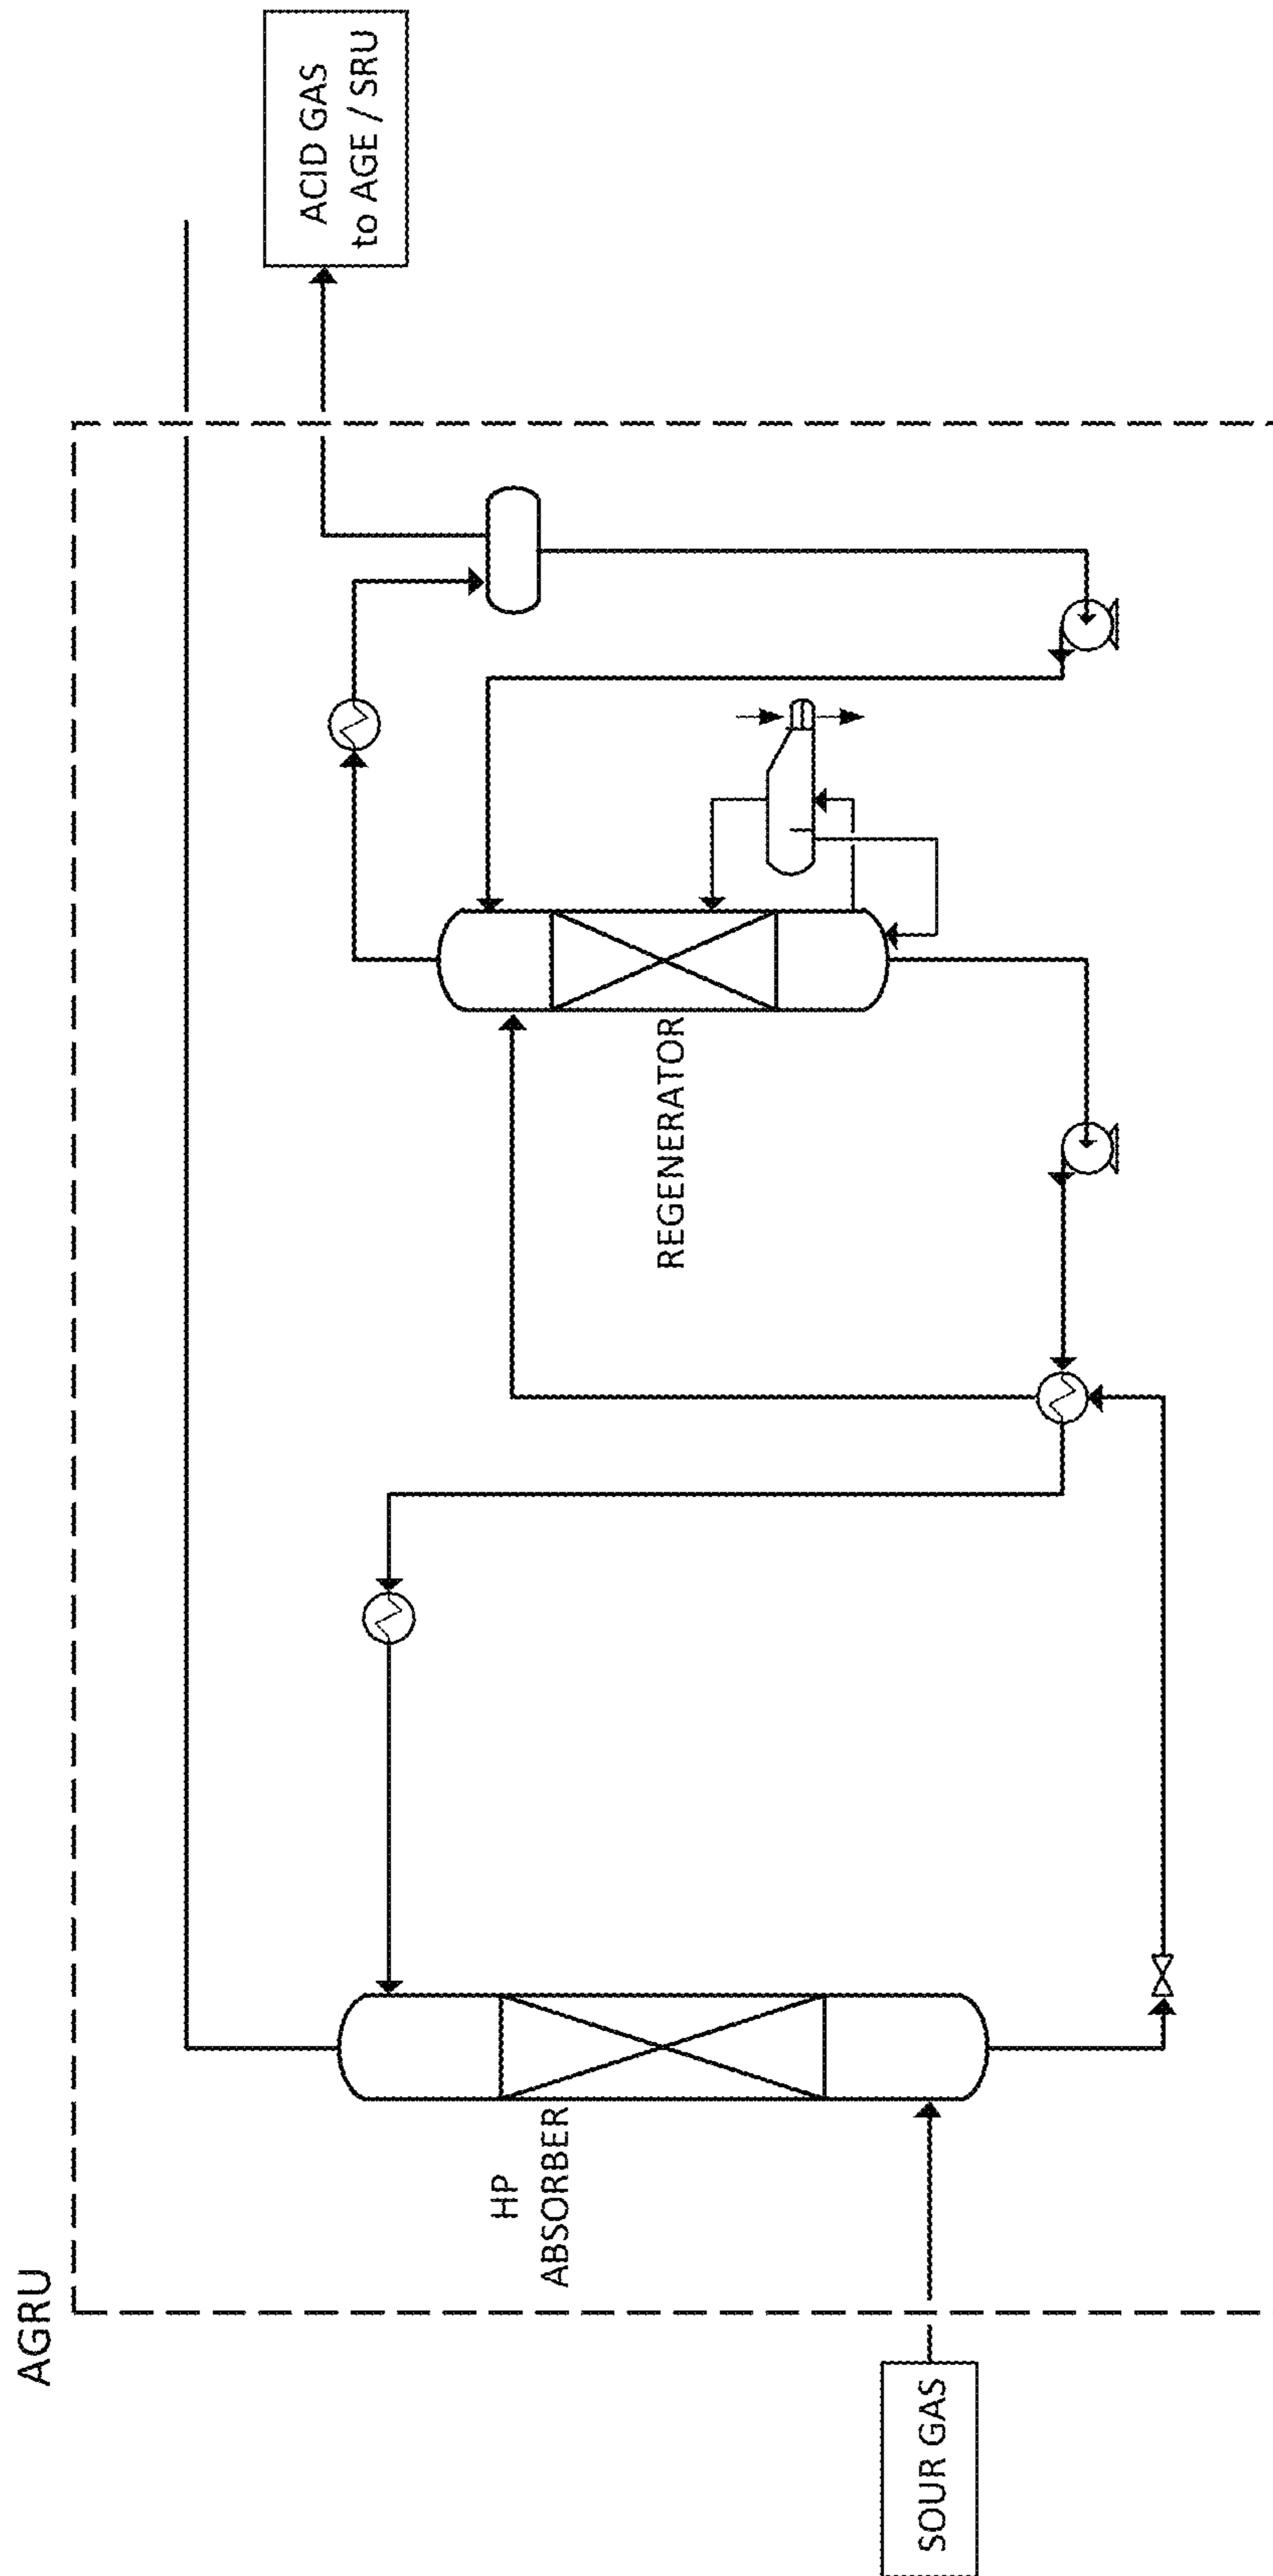 AGRU
SOUR GAS
HP
ABSORBER
REGENERATOR
ACID GAS
to AGE / SRU